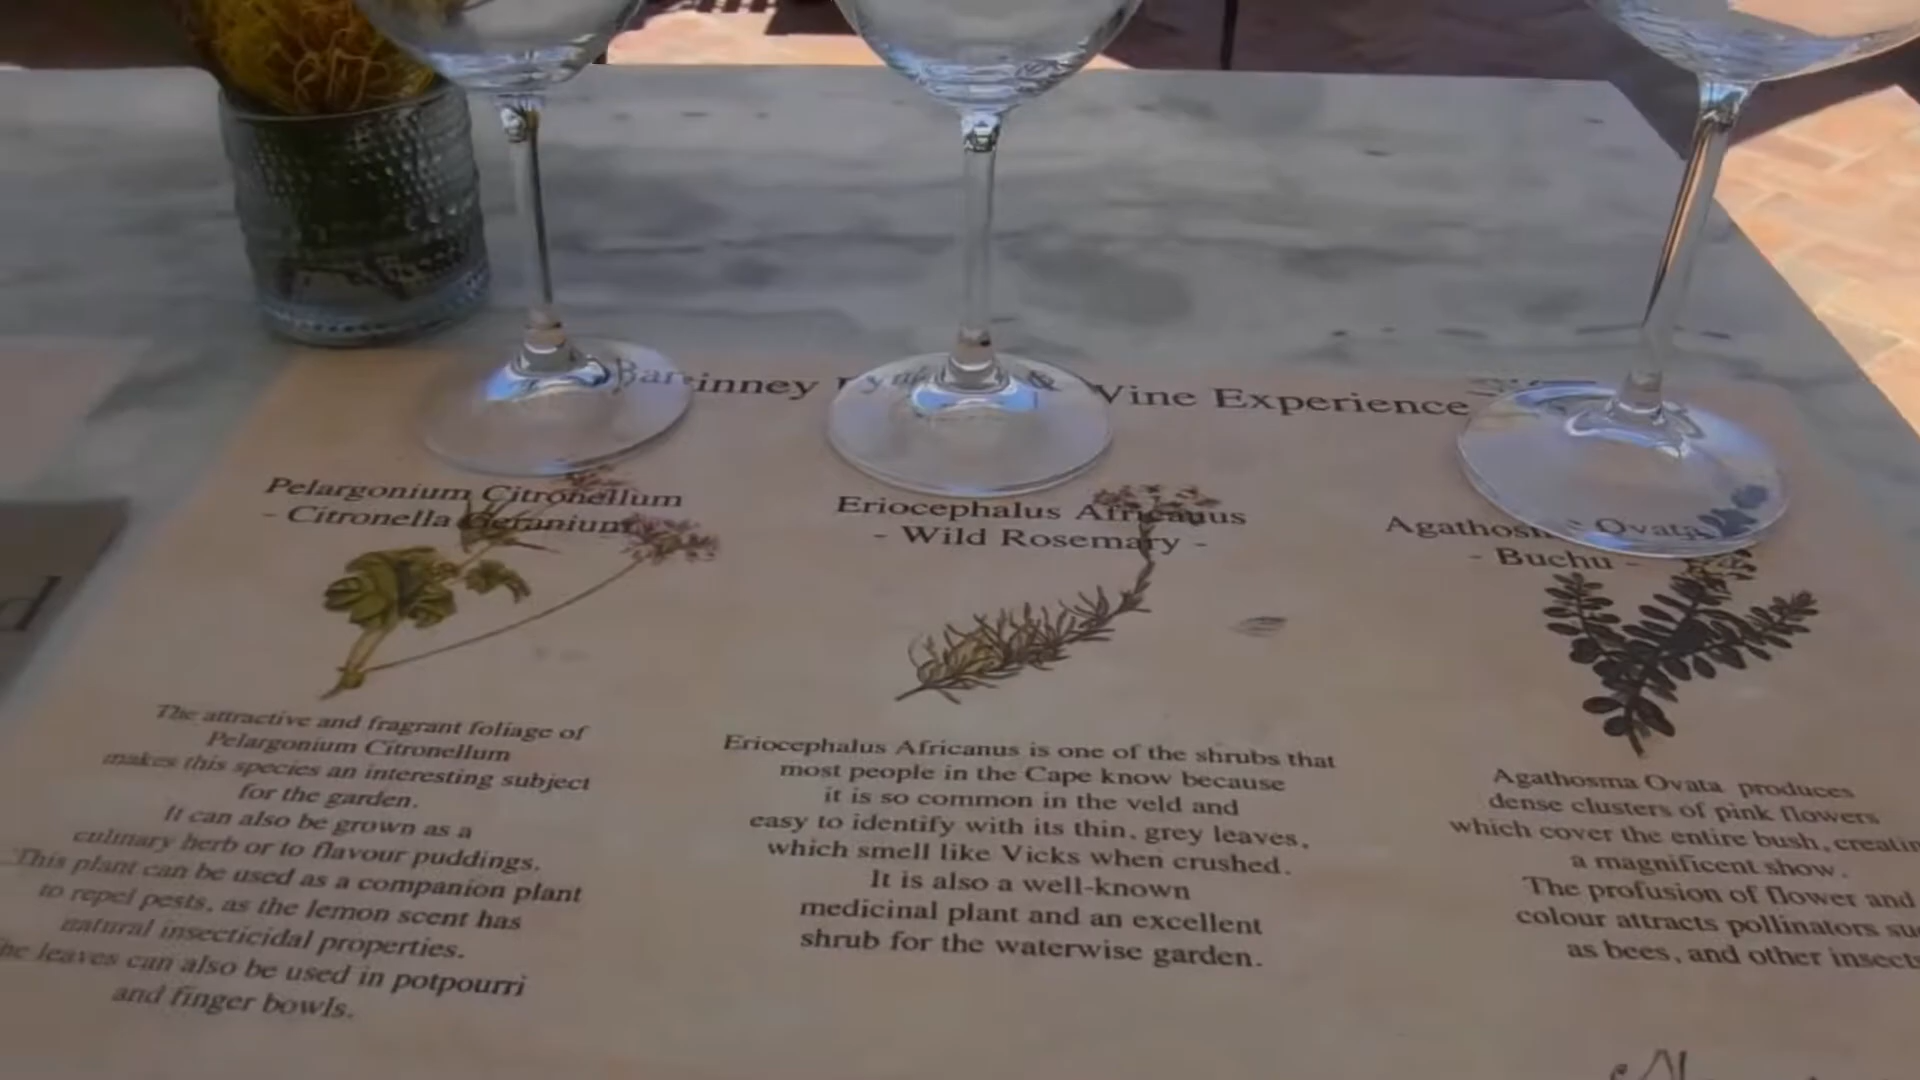 & Wine Experience
Pelargonium Citronellum
- Citronella Geranium
Eriocephalus Africanus
- Wild Rosemary -
Agathosma Ovata
- Buchu -
The attractive and fragrant foliage of
Pelargonium Citronellum
makes this species an interesting subject
for the garden.
It can also be grown as a
culinary herb or to flavour puddings.
This plant can be used as a companion plant
to repel pests, as the lemon scent has
natural insecticidal properties.
The leaves can also be used in potpourri
and finger bowls.
Eriocephalus Africanus is one of the shrubs that
most people in the Cape know because
it is so common in the veld and
easy to identify with its thin, grey leaves,
which smell like Vicks when crushed.
It is also a well-known
medicinal plant and an excellent
shrub for the waterwise garden.
Agathosma Ovata produces
dense clusters of pink flowers
which cover the entire bush, creatin
a magnificent show.
The profusion of flower and
colour attracts pollinators su
as bees, and other insects